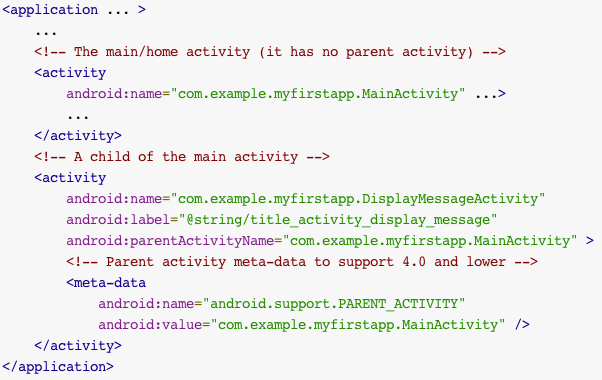 <application ... >
    ...
    <!-- The main/home activity (it has no parent activity) -->
    <activity
        android:name="com.example.myfirstapp.MainActivity" ...>
        ...
    </activity>
    <!-- A child of the main activity -->
    <activity
        android:name="com.example.myfirstapp.DisplayMessageActivity"
        android:label="@string/title_activity_display_message"
        android:parentActivityName="com.example.myfirstapp.MainActivity" >
        <!-- Parent activity meta-data to support 4.0 and lower -->
        <meta-data
            android:name="android.support.PARENT_ACTIVITY"
            android:value="com.example.myfirstapp.MainActivity" />
    </activity>
</application>